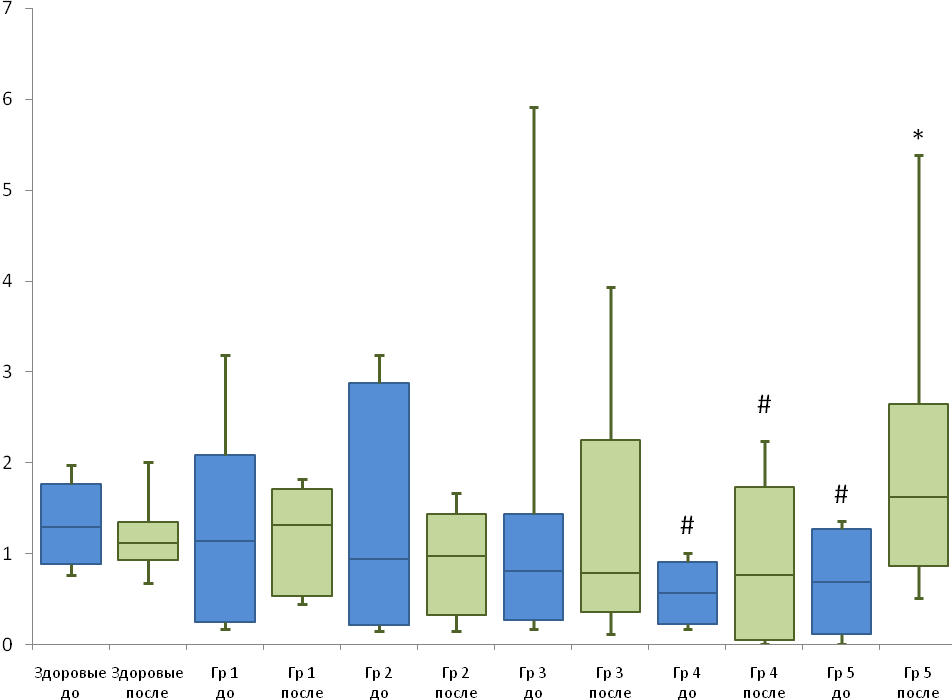 7
6
*
5
4
3
#
2
#
#
1
0
Здоровые до
Здоровые после
Гр 1 до
Гр 1 после
Гр 2 до
Гр 2 после
Гр 3 до
Гр 3 после
Гр 4 до
Гр 4 после
Гр 5 до
Гр 5 после